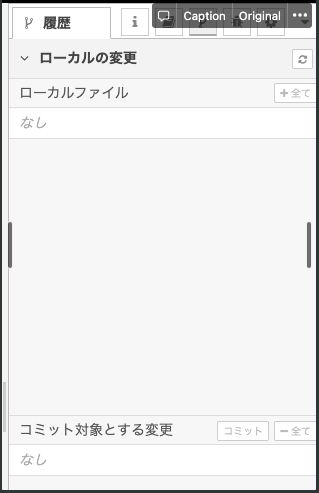 履歴
Caption Original
ローカルの変更
ローカルファイル
全て
なし
コミット対象とする変更
コミット
全て
なし